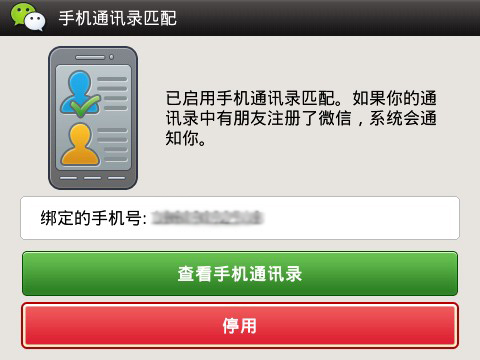 手机通讯录匹配
已启用手机通讯录匹配。如果你的通
讯录中有朋友注册了微信，系统会通
知你。
绑定的手机号:
查看手机通讯录
停用